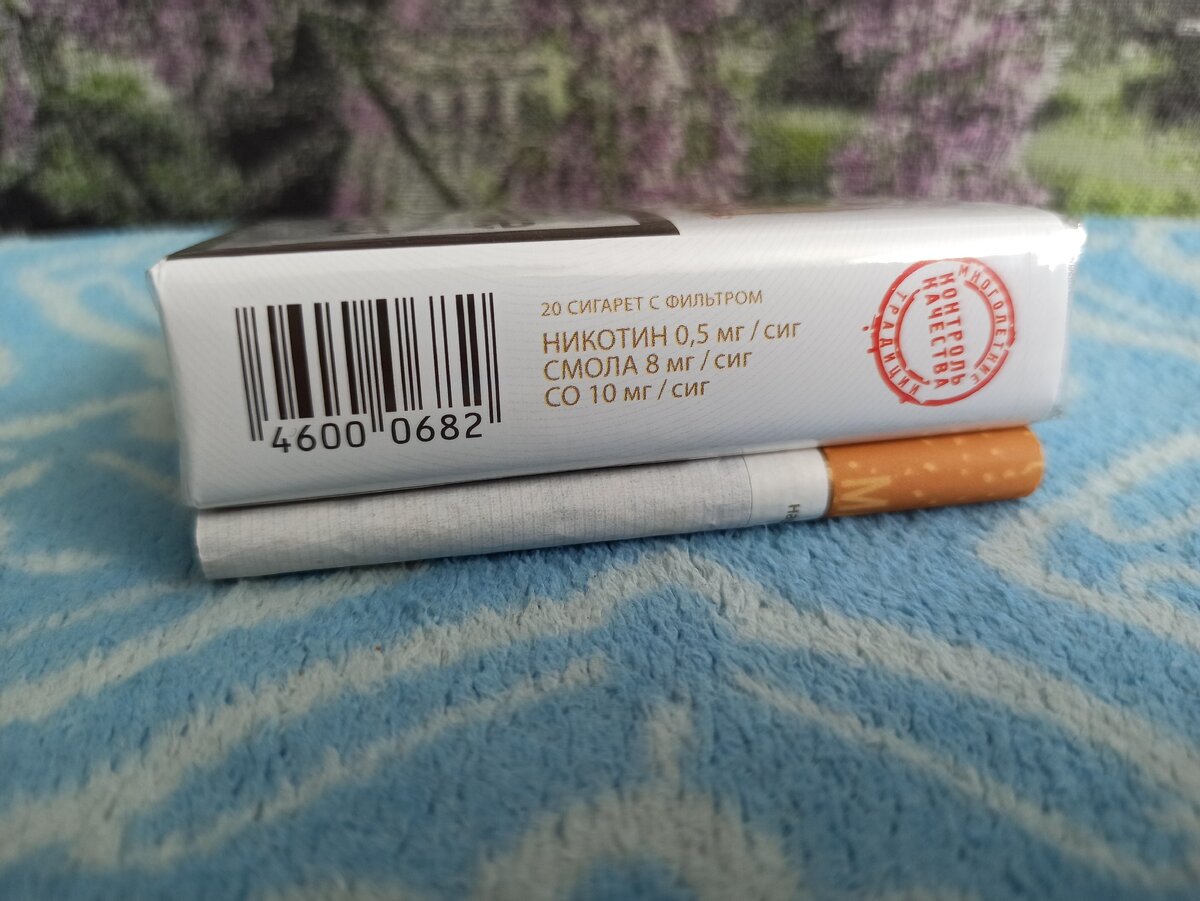 4600 0682
20 СИГАРЕТ С ФИЛЬТРОМ
НИКОТИН 0,5 мг / сиг
СМОЛА 8 мг / сиг
СО 10 мг / сиг
МНОГОЛЕТНИЕ
ТРАДИЦИИ
КОНТРОЛЬ
КАЧЕСТВА
М